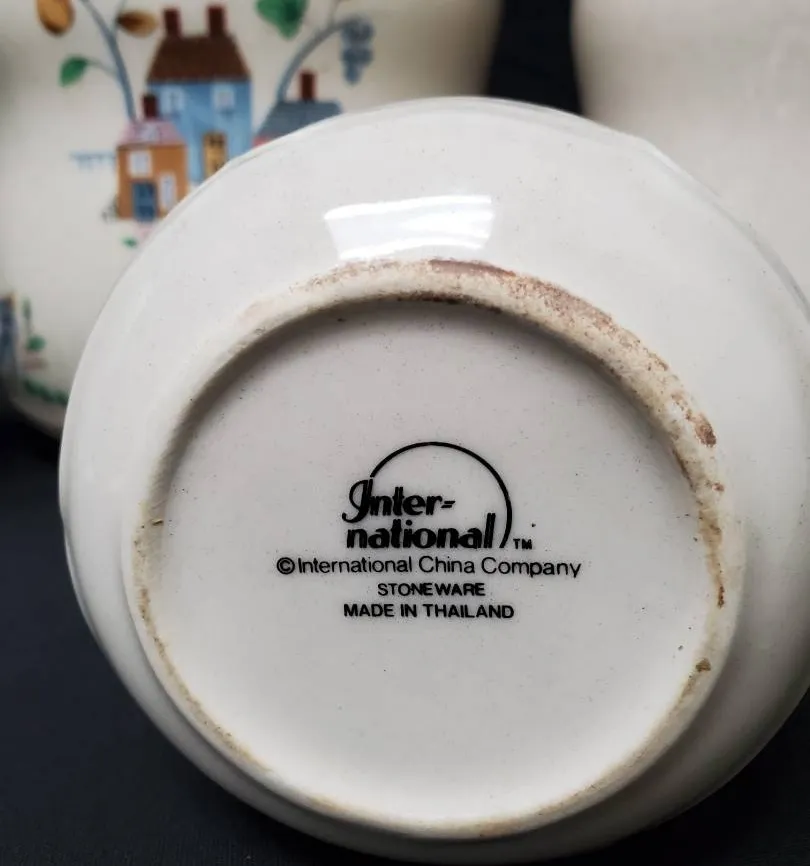 Inter-
national™
©International China Company
STONEWARE
MADE IN THAILAND